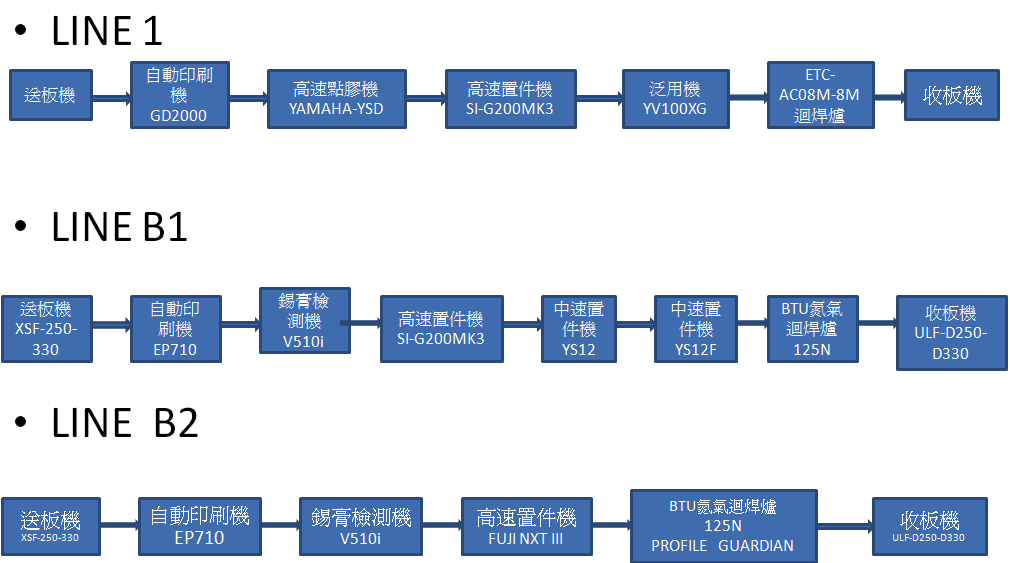 • LINE 1
送板機
自動印刷
機
GD2000
高速點膠機
YAMAHA-YSD
高速置件機
SI-G200MK3
泛用機
YV100XG
ETC-
AC08M-8M
迴焊爐
收板機
• LINE B1
送板機
XSF-250-
330
自動印
刷機
EP710
錫膏檢
測機
V510i
高速置件機
SI-G200MK3
中速置
件機
YS12
中速置
件機
YS12F
BTU氮氣
迴焊爐
125N
收板機
ULF-D250-
D330
• LINE B2
送板機
XSF-250-330
自動印刷機
EP710
錫膏檢測機
V510i
高速置件機
FUJI NXT III
BTU氮氣迴焊爐
125N
PROFILE GUARDIAN
收板機
ULF-D250-D330